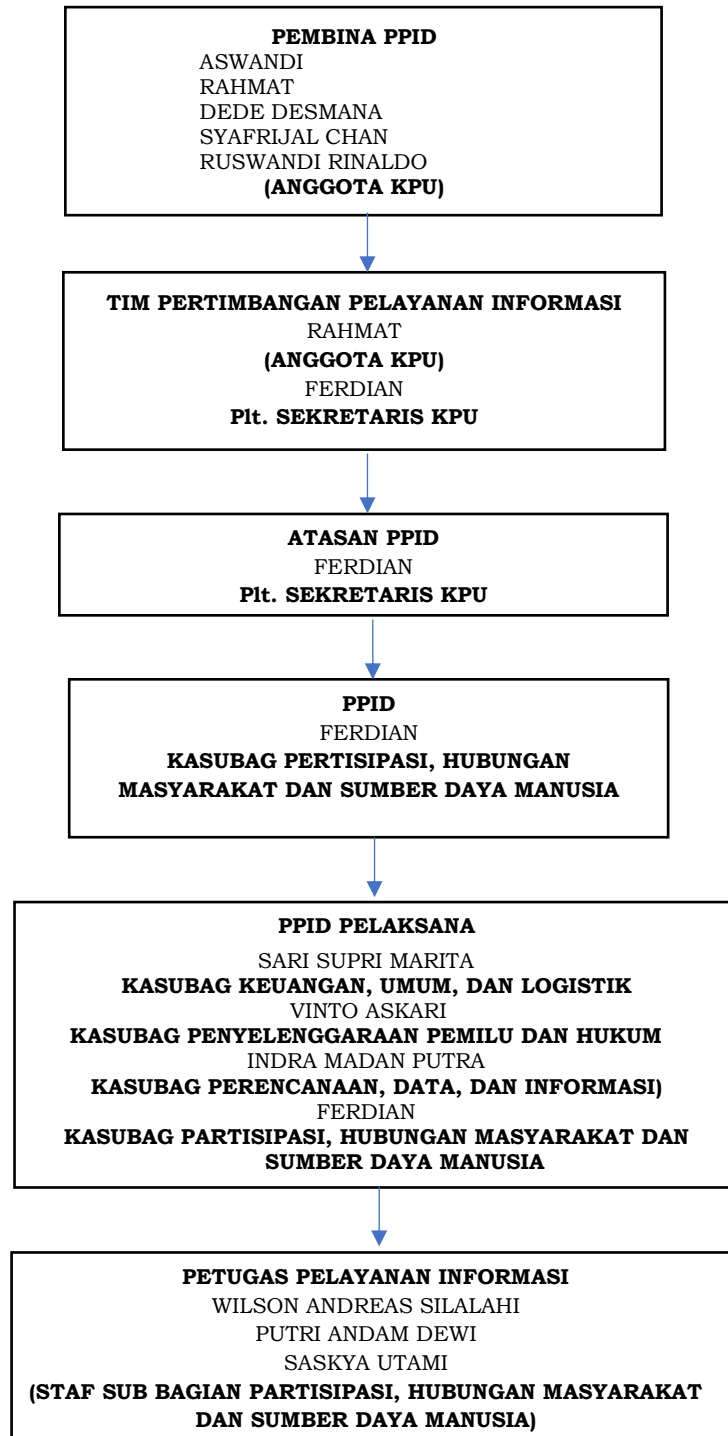 PEMBINA PPID
ASWANDI
RAHMAT
DEDE DESMANA
SYAFRIJAL CHAN
RUSWANDI RINALDO
(ANGGOTA KPU)
TIM PERTIMBANGAN PELAYANAN INFORMASI
RAHMAT
(ANGGOTA KPU)
FERDIAN
Plt. SEKRETARIS KPU
ATASAN PPID
FERDIAN
Plt. SEKRETARIS KPU
PPID
FERDIAN
KASUBAG PERTISIPASI, HUBUNGAN
MASYARAKAT DAN SUMBER DAYA MANUSIA
PPID PELAKSANA
SARI SUPRI MARITA
KASUBAG KEUANGAN, UMUM, DAN LOGISTIK
VINTO ASKARI
KASUBAG PENYELENGGARAAN PEMILU DAN HUKUM
INDRA MADAN PUTRA
KASUBAG PERENCANAAN, DATA, DAN INFORMASI)
FERDIAN
KASUBAG PARTISIPASI, HUBUNGAN MASYARAKAT DAN
SUMBER DAYA MANUSIA
PETUGAS PELAYANAN INFORMASI
WILSON ANDREAS SILALAHI
PUTRI ANDAM DEWI
SASKYA UTAMI
(STAF SUB BAGIAN PARTISIPASI, HUBUNGAN MASYARAKAT
DAN SUMBER DAYA MANUSIA)